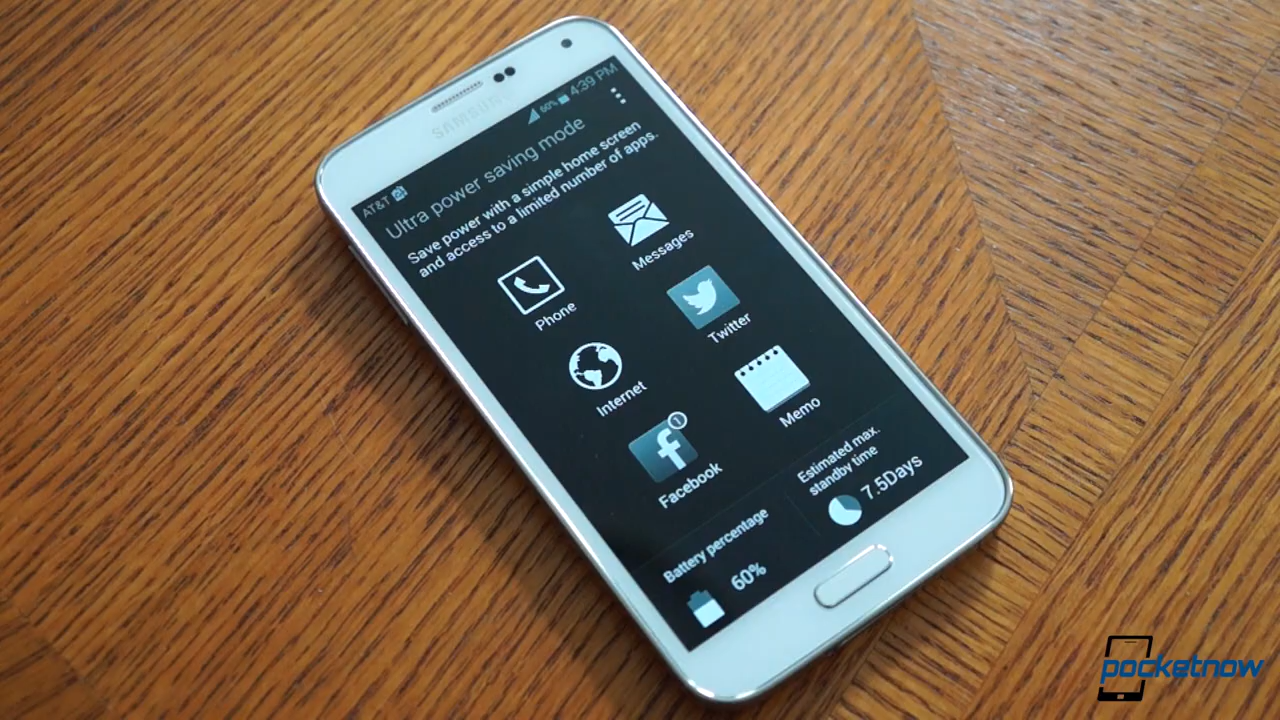 SAMSUNG
AT&T 60% 4:39 PM
Ultra power saving mode
Save power with a simple home screen
and access to a limited number of apps.
Phone
Messages
Internet
Twitter
1
Facebook
Memo
Battery percentage
60%
Estimated max.
standby time
7.5Days
pocketnow